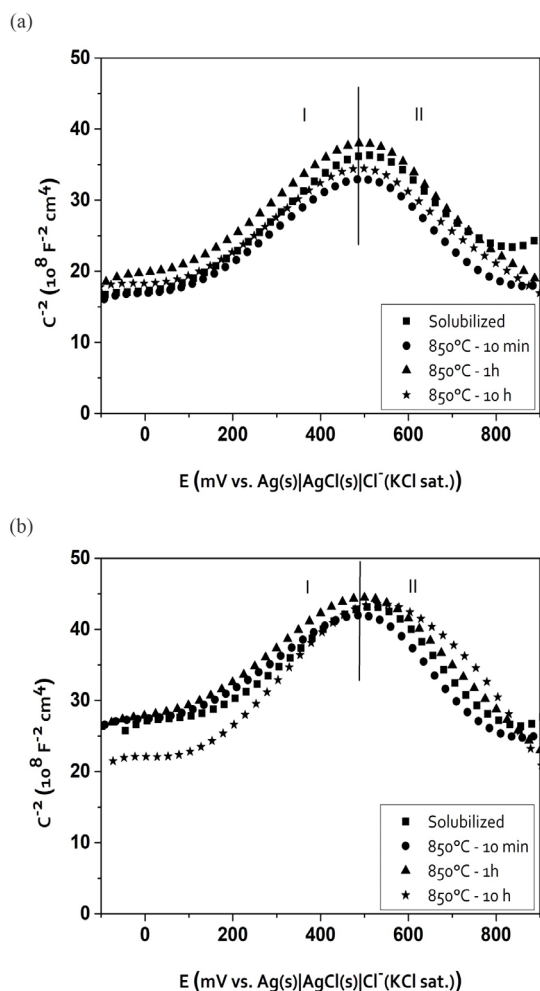 (a)
50
40
30
20
10
0
C⁻² (10⁸ F⁻² cm⁴)
I
II
Solubilized
850°C - 10 min
850°C - 1h
850°C - 10 h
0 200 400 600 800
E (mV vs. Ag(s)|AgCl(s)|Cl⁻(KCl sat.))
(b)
50
40
30
20
10
0
C⁻² (10⁸ F⁻² cm⁴)
I
II
Solubilized
850°C - 10 min
850°C - 1h
850°C - 10 h
0 200 400 600 800
E (mV vs. Ag(s)|AgCl(s)|Cl⁻(KCl sat.))